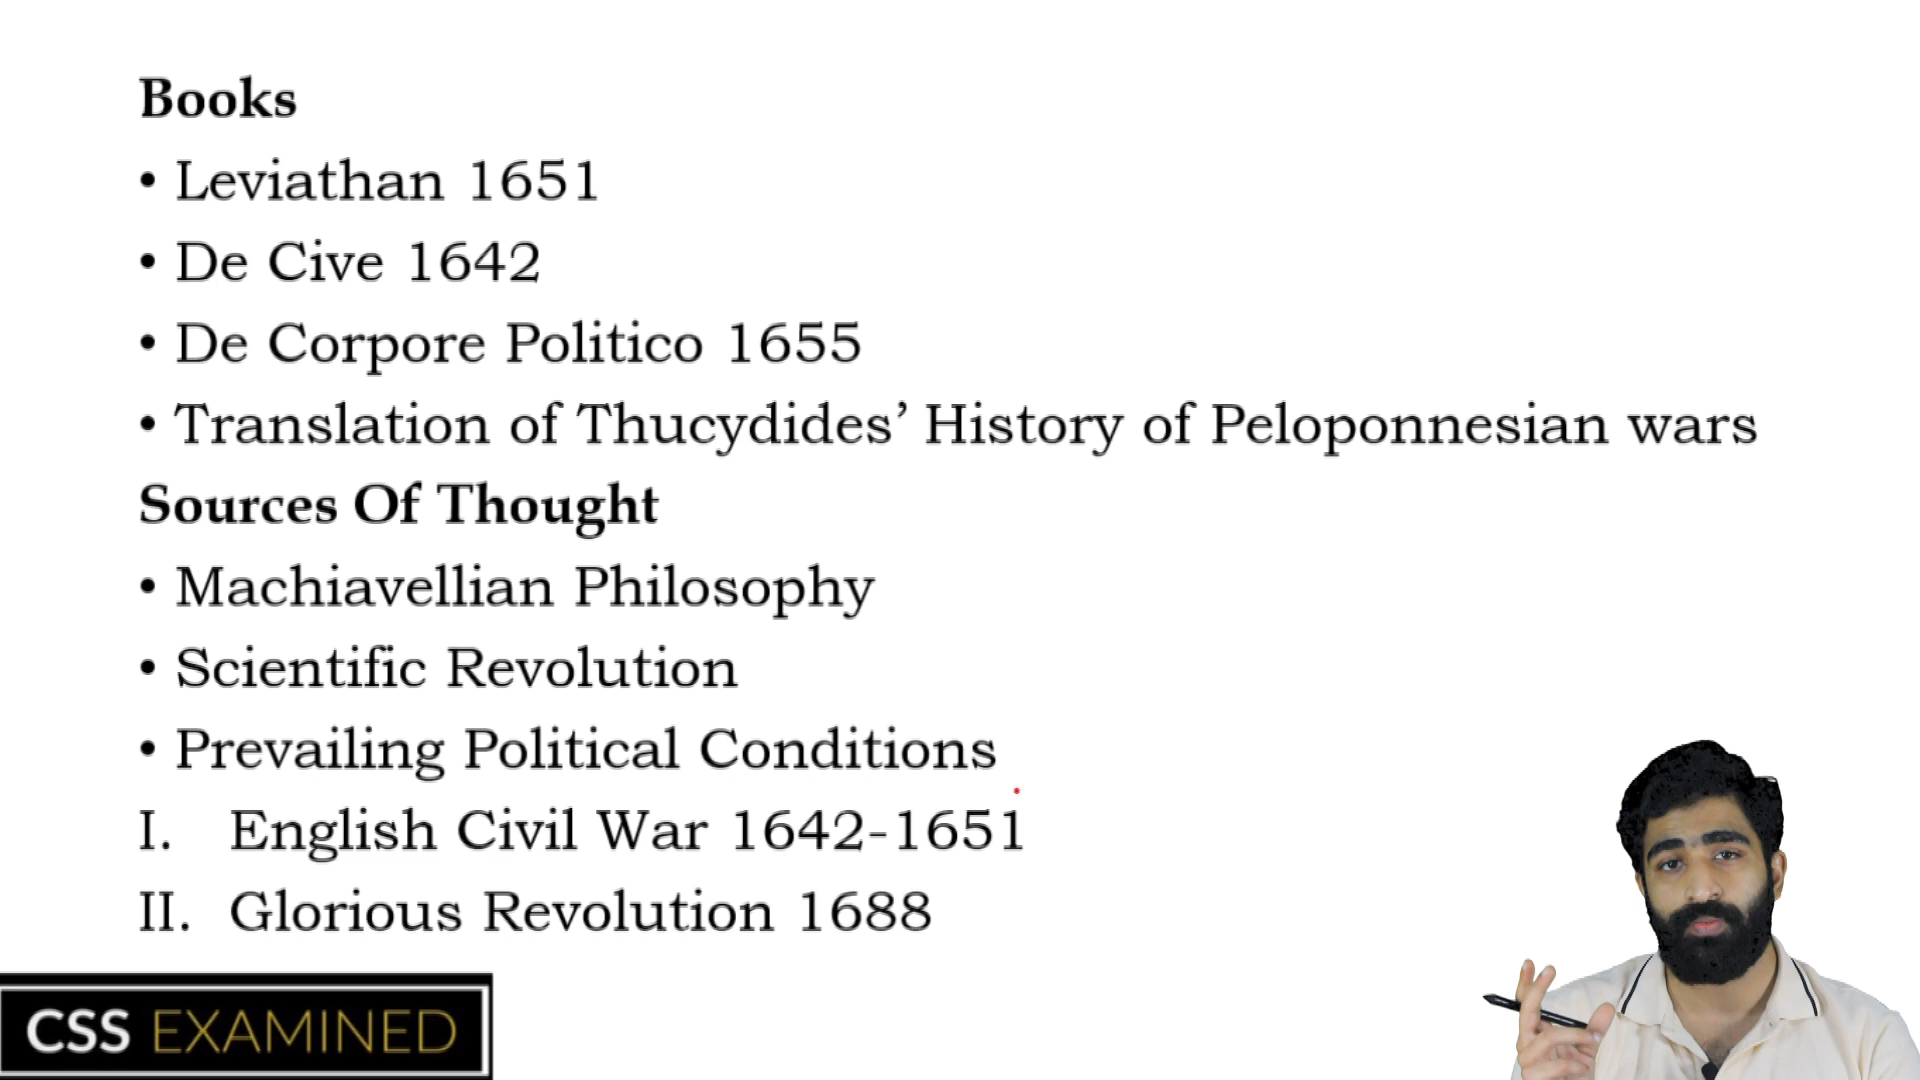 Books
• Leviathan 1651
• De Cive 1642
• De Corpore Politico 1655
• Translation of Thucydides’ History of Peloponnesian wars
Sources Of Thought
• Machiavellian Philosophy
• Scientific Revolution
• Prevailing Political Conditions
I. English Civil War 1642-1651
II. Glorious Revolution 1688
CSS EXAMINED